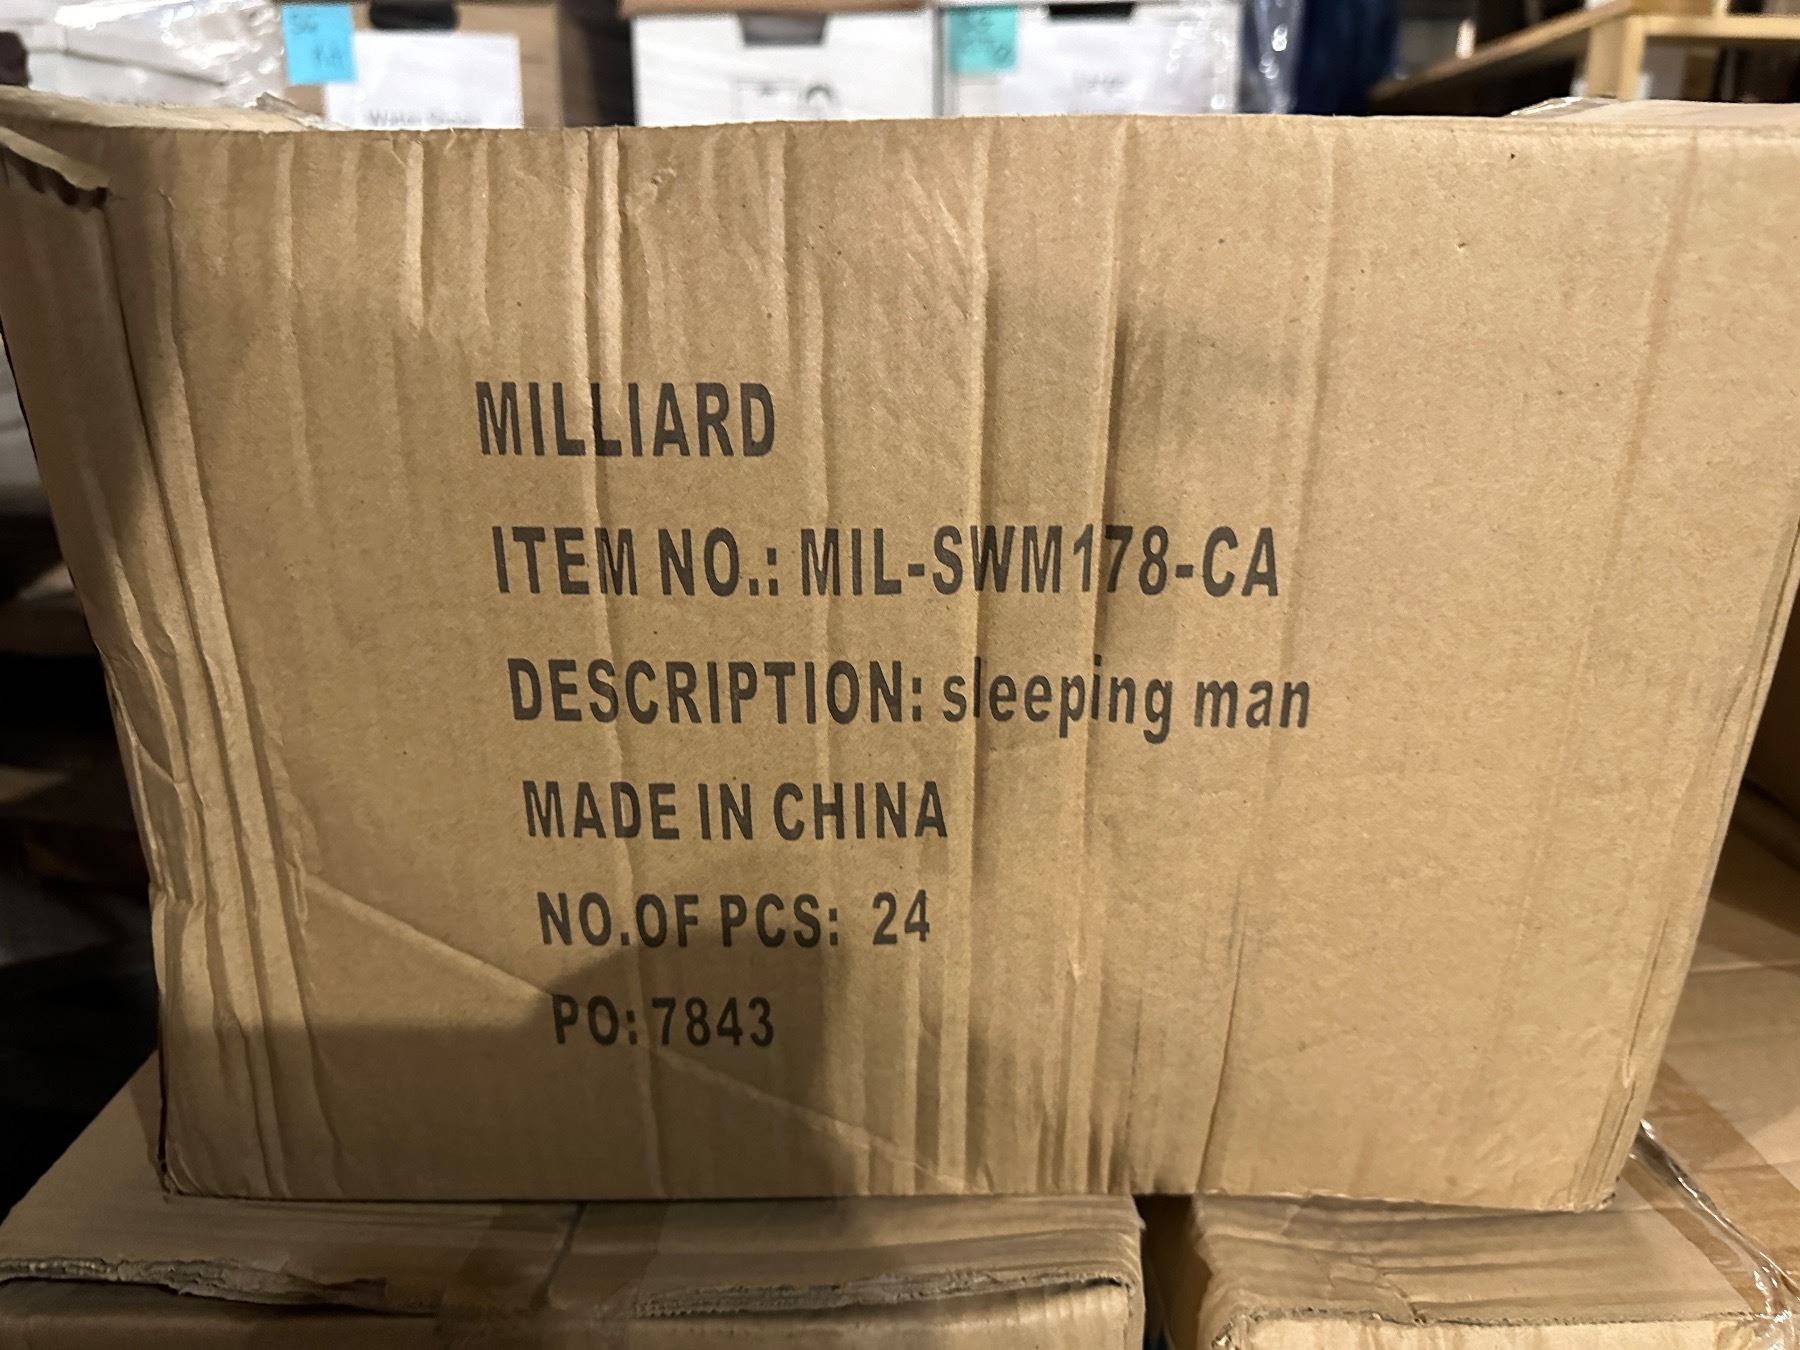 MILLIARD
ITEM NO.: MIL-SWM178-CA
DESCRIPTION: sleeping man
MADE IN CHINA
NO.OF PCS: 24
PO: 7843